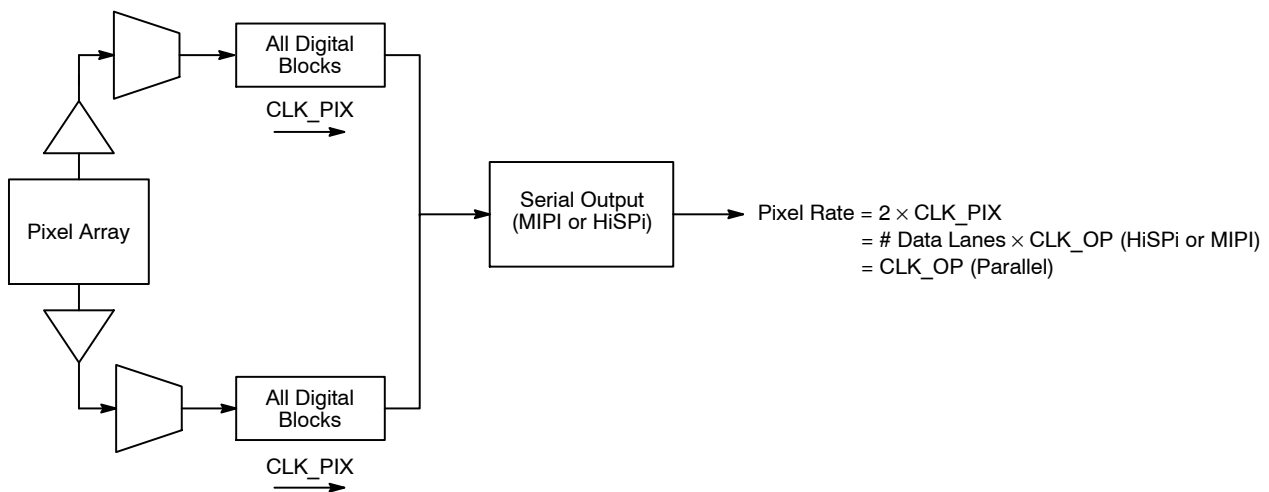 All Digital
Blocks
CLK_PIX
Pixel Array
Serial Output
(MIPI or HiSPi)
Pixel Rate = 2 × CLK_PIX
= # Data Lanes × CLK_OP (HiSPi or MIPI)
= CLK_OP (Parallel)
All Digital
Blocks
CLK_PIX